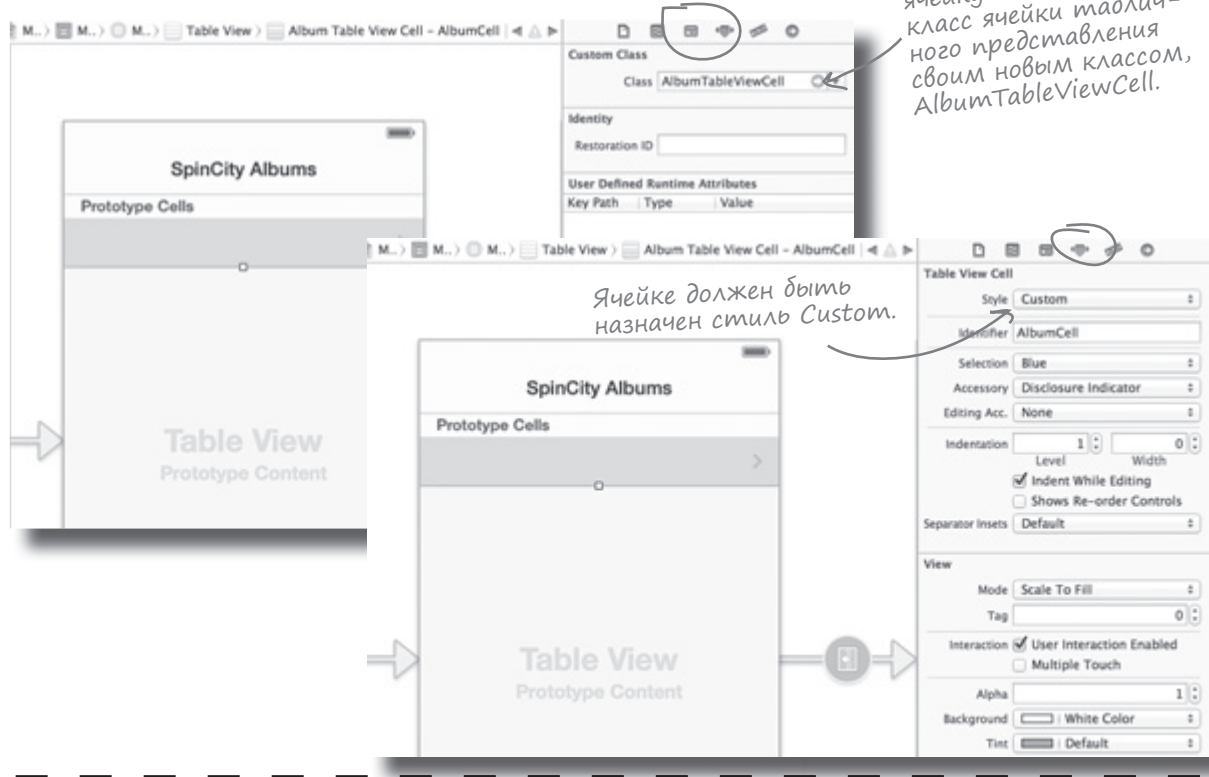 M..〉 M..〉 M..〉 Table View 〉 Album Table View Cell – AlbumCell
Custom Class
Class AlbumTableViewCell
Identity
Restoration ID
User Defined Runtime Attributes
Key Path Type Value
SpinCity Albums
Prototype Cells
Table View
Prototype Content
класс ячейки таблич-
ного представления
своим новым классом,
AlbumTableViewCell.
M..〉 M..〉 M..〉 Table View 〉 Album Table View Cell – AlbumCell
Ячейке должен быть
назначен стиль Custom.
SpinCity Albums
Prototype Cells
Table View
Prototype Content
Table View Cell
Style Custom
Identifier AlbumCell
Selection Blue
Accessory Disclosure Indicator
Editing Acc. None
Indentation 1 0
Level Width
Indent While Editing
Shows Re-order Controls
Separator Insets Default
View
Mode Scale To Fill
Tag 0
Interaction User Interaction Enabled
Multiple Touch
Alpha 1
Background White Color
Tint Default